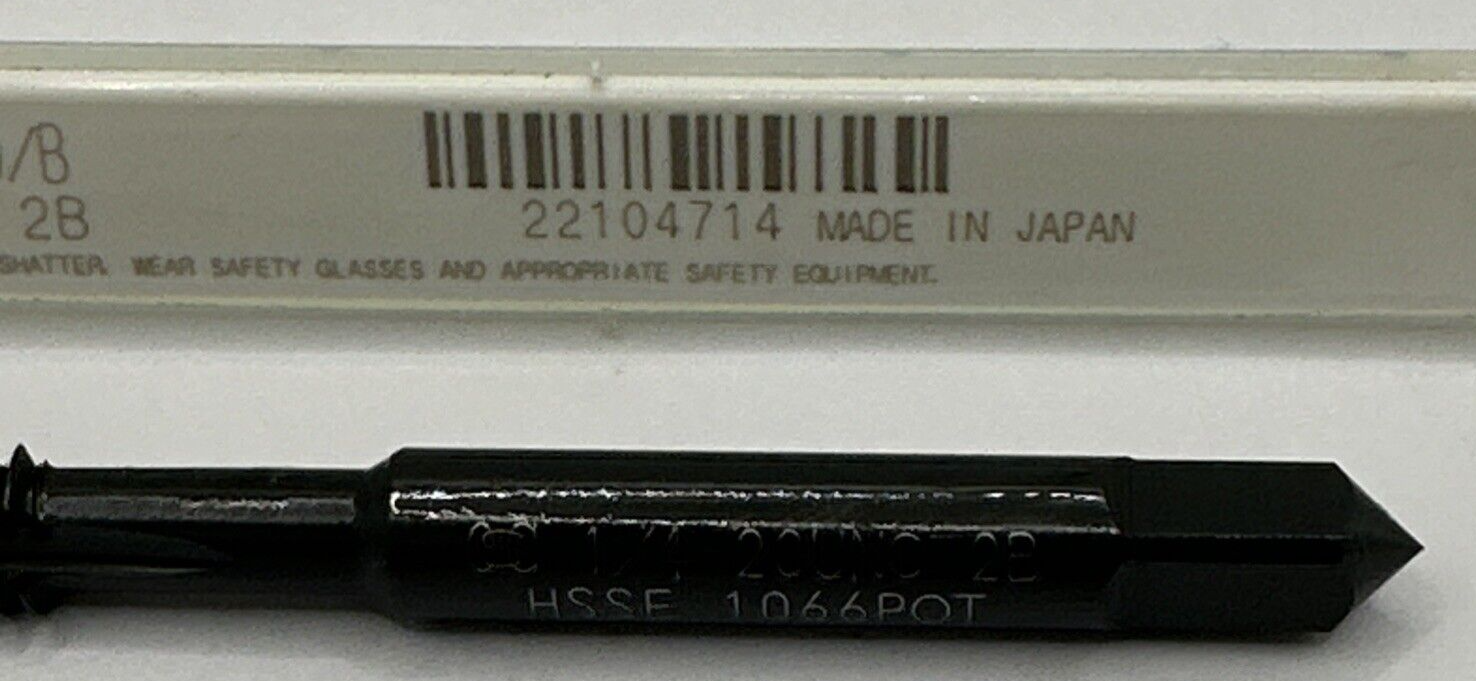 /B
2B
22104714 MADE IN JAPAN
SHATTER. WEAR SAFETY GLASSES AND APPROPRIATE SAFETY EQUIPMENT.
1/4 20UNC 2B
HSSE 1066POT